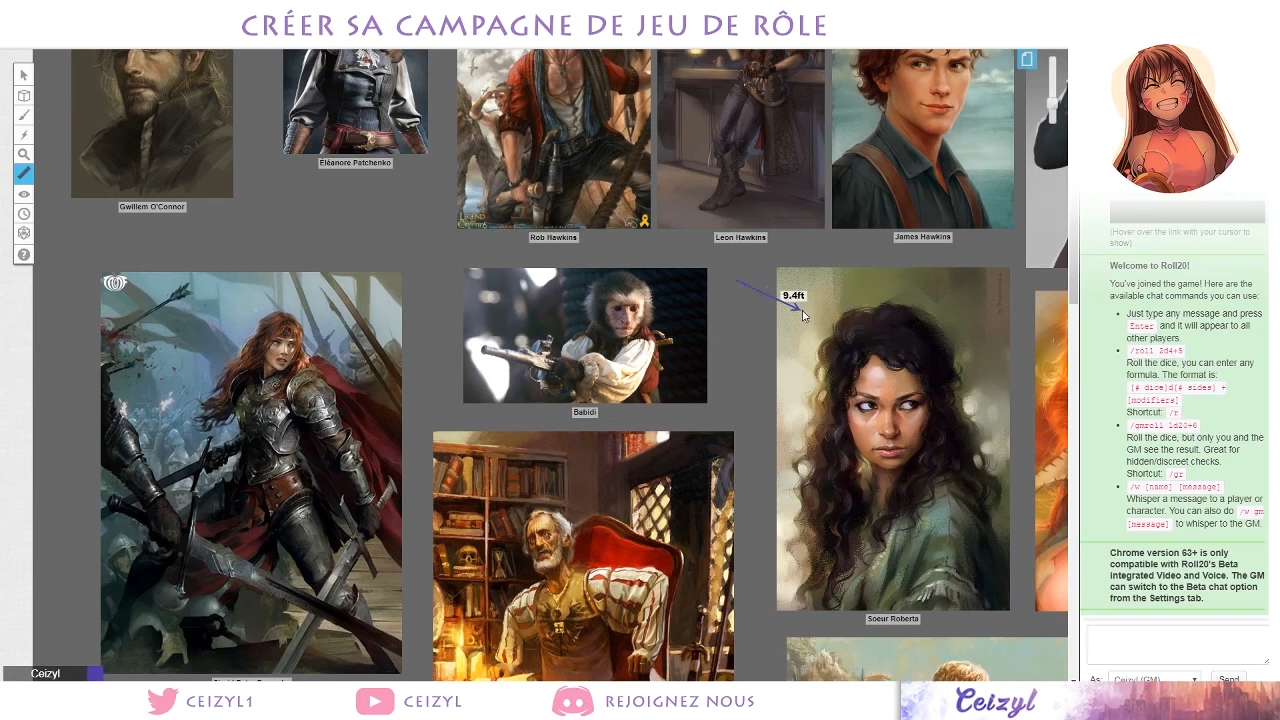 CRÉER SA CAMPAGNE DE JEU DE RÔLE
Gwillem O'Connor
Éléanore Patchenko
Rob Hawkins
Leon Hawkins
James Hawkins
9.4ft
Babidi
Soeur Roberta
(Hover over the link with your cursor to
show)
Welcome to Roll20!
You've joined the game! Here are the
available chat commands you can use:
Just type any message and press
Enter and it will appear to all
other players.
/roll 2d4+5
Roll the dice, you can enter any
formula. The format is:
[# dice]d[# sides] +
[modifiers]
Shortcut: /r
/gmroll 1d20+6
Roll the dice, but only you and the
GM see the result. Great for
hidden/discreet checks.
Shortcut: /gr
/w [name] [message]
Whisper a message to a player or
character. You can also do /w gm
[message] to whisper to the GM.
Chrome version 63+ is only
compatible with Roll20's Beta
integrated Video and Voice. The GM
can switch to the Beta chat option
from the Settings tab.
As: Ceizyl (GM) Send
Ceizyl
CEIZYL1
CEIZYL
REJOIGNEZ NOUS
Ceizyl